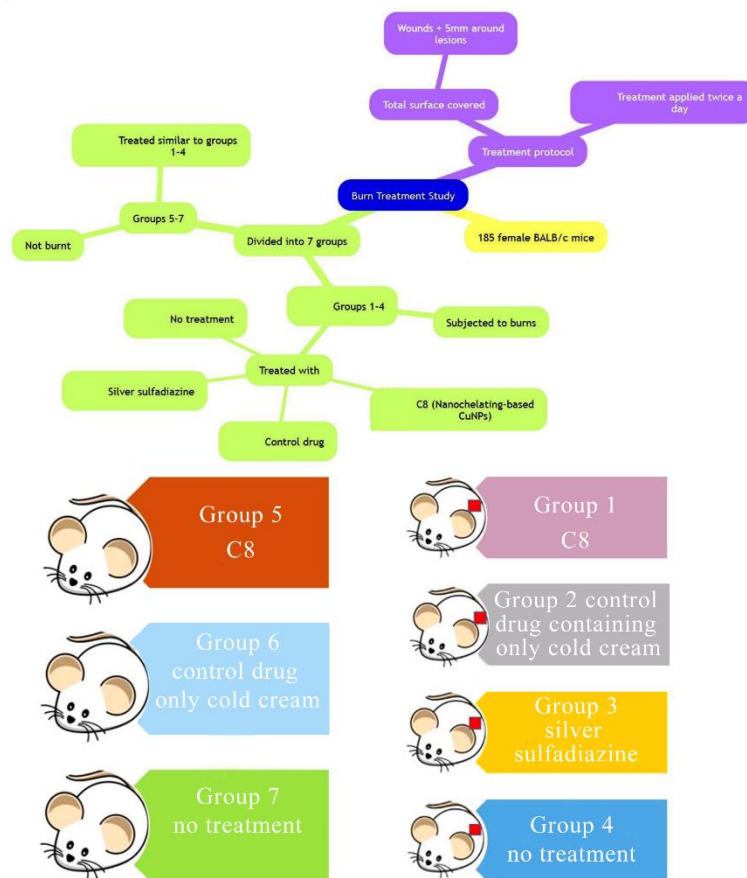 Wounds + 5mm around
lesions
Total surface covered
Treatment applied twice a
day
Treatment protocol
Treated similar to groups
1-4
Burn Treatment Study
Groups 5-7
185 female BALB/c mice
Not burnt
Divided into 7 groups
Groups 1-4
No treatment
Subjected to burns
Treated with
Silver sulfadiazine
C8 (Nanochelating-based
CuNPs)
Control drug
Group 5
C8
Group 6
control drug
only cold cream
Group 7
no treatment
Group 1
C8
Group 2 control
drug containing
only cold cream
Group 3
silver
sulfadiazine
Group 4
no treatment